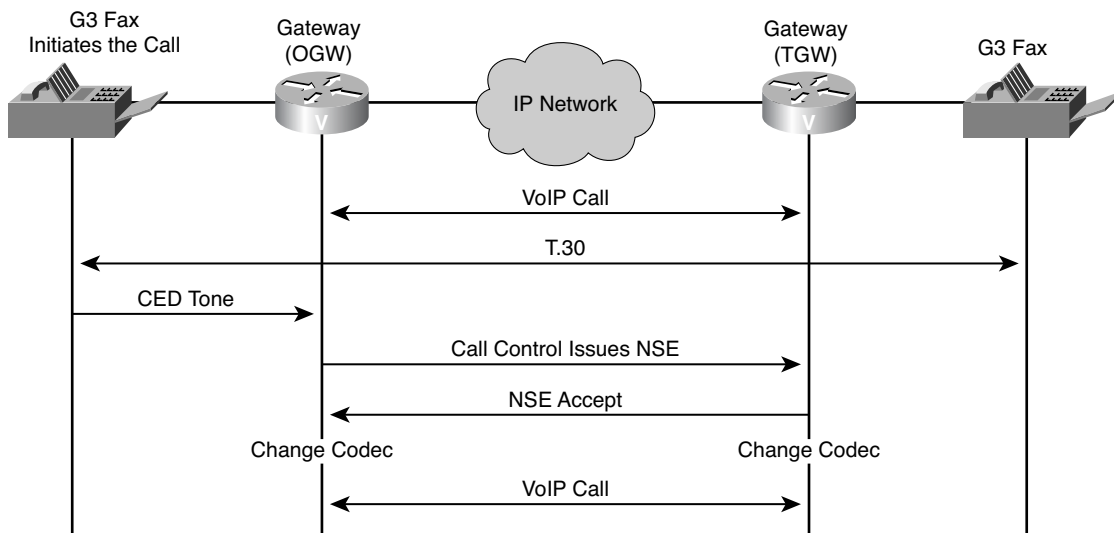 G3 Fax
Initiates the Call
Gateway
(OGW)
Gateway
(TGW)
G3 Fax
V
IP Network
V
VoIP Call
T.30
CED Tone
Call Control Issues NSE
NSE Accept
Change Codec
Change Codec
VoIP Call